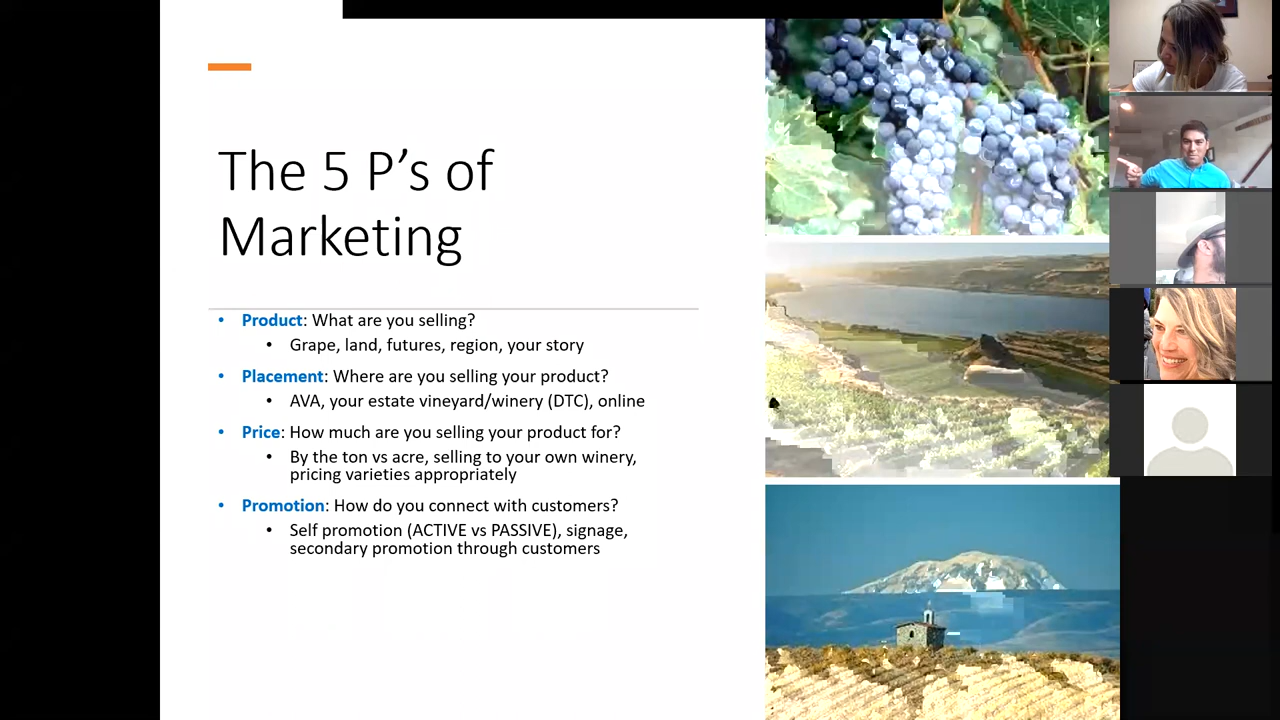 The 5 P’s of
Marketing
• Product: What are you selling?
• Grape, land, futures, region, your story
• Placement: Where are you selling your product?
• AVA, your estate vineyard/winery (DTC), online
• Price: How much are you selling your product for?
• By the ton vs acre, selling to your own winery,
pricing varieties appropriately
• Promotion: How do you connect with customers?
• Self promotion (ACTIVE vs PASSIVE), signage,
secondary promotion through customers